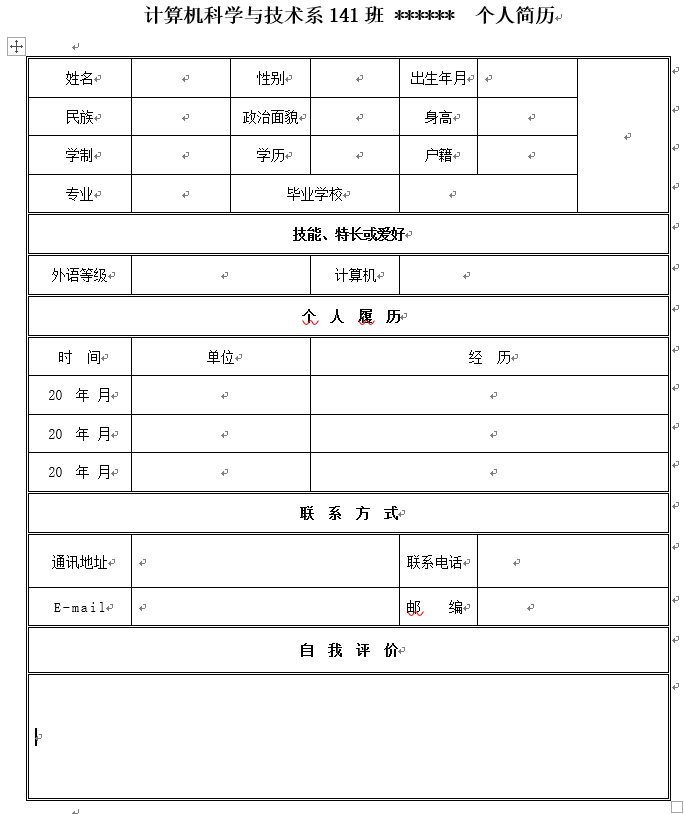 计算机科学与技术系 141 班 ****** 个人简历
姓名 性别 出生年月
民族 政治面貌 身高
学制 学历 户籍
专业 毕业学校
技能、特长或爱好
外语等级 计算机
个 人 履 历
时 间 单位 经 历
20 年 月
20 年 月
20 年 月
联 系 方 式
通讯地址 联系电话
E-mail 邮 编
自 我 评 价